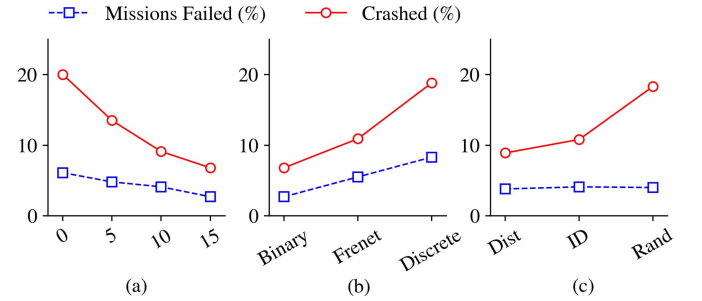 Missions Failed (%) Crashed (%)
20 20 20
10 10 10
0 0 0
0 5 10 15 Binary Frenet Discrete Dist ID Rand
(a) (b) (c)